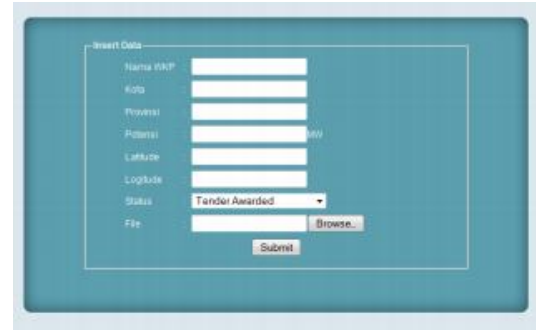 Insert Data
Nama WKP
Kota
Provinsi
Potensi MW
Latitude
Logitude
Status Tender Awarded
File Browse..
Submit